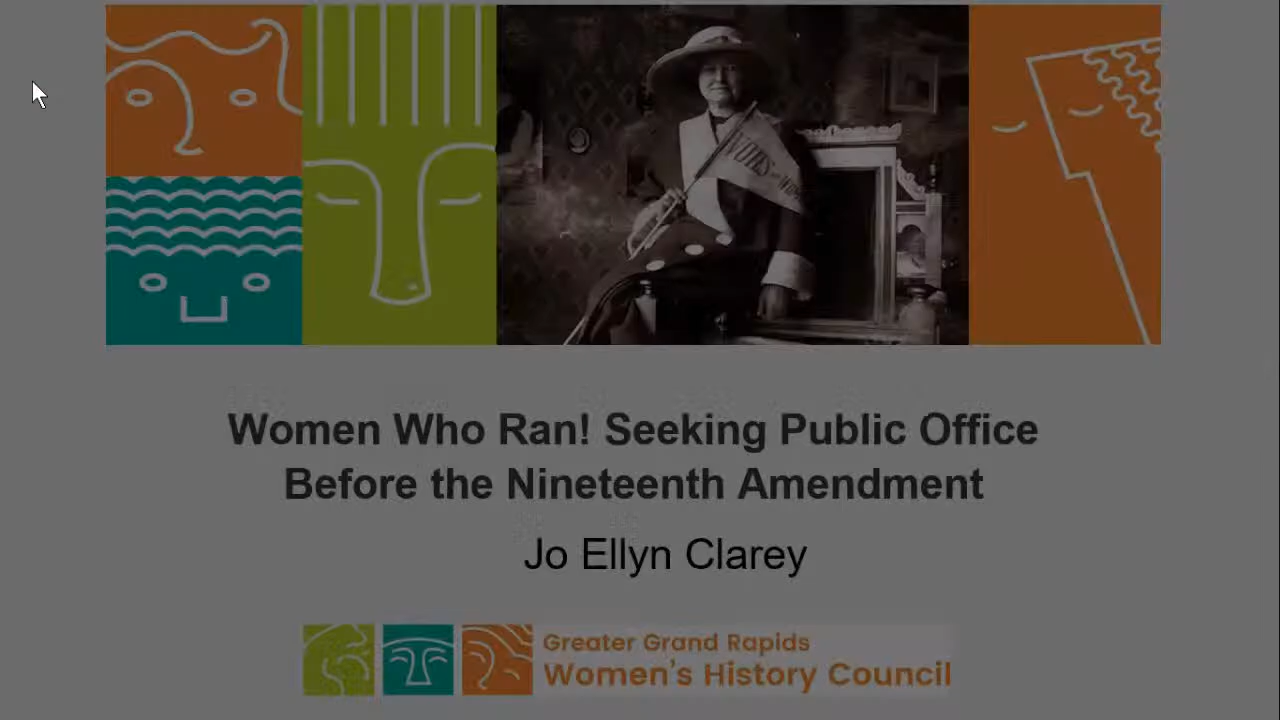 VOTES
Women Who Ran! Seeking Public Office
Before the Nineteenth Amendment
Jo Ellyn Clarey
Greater Grand Rapids
Women's History Council